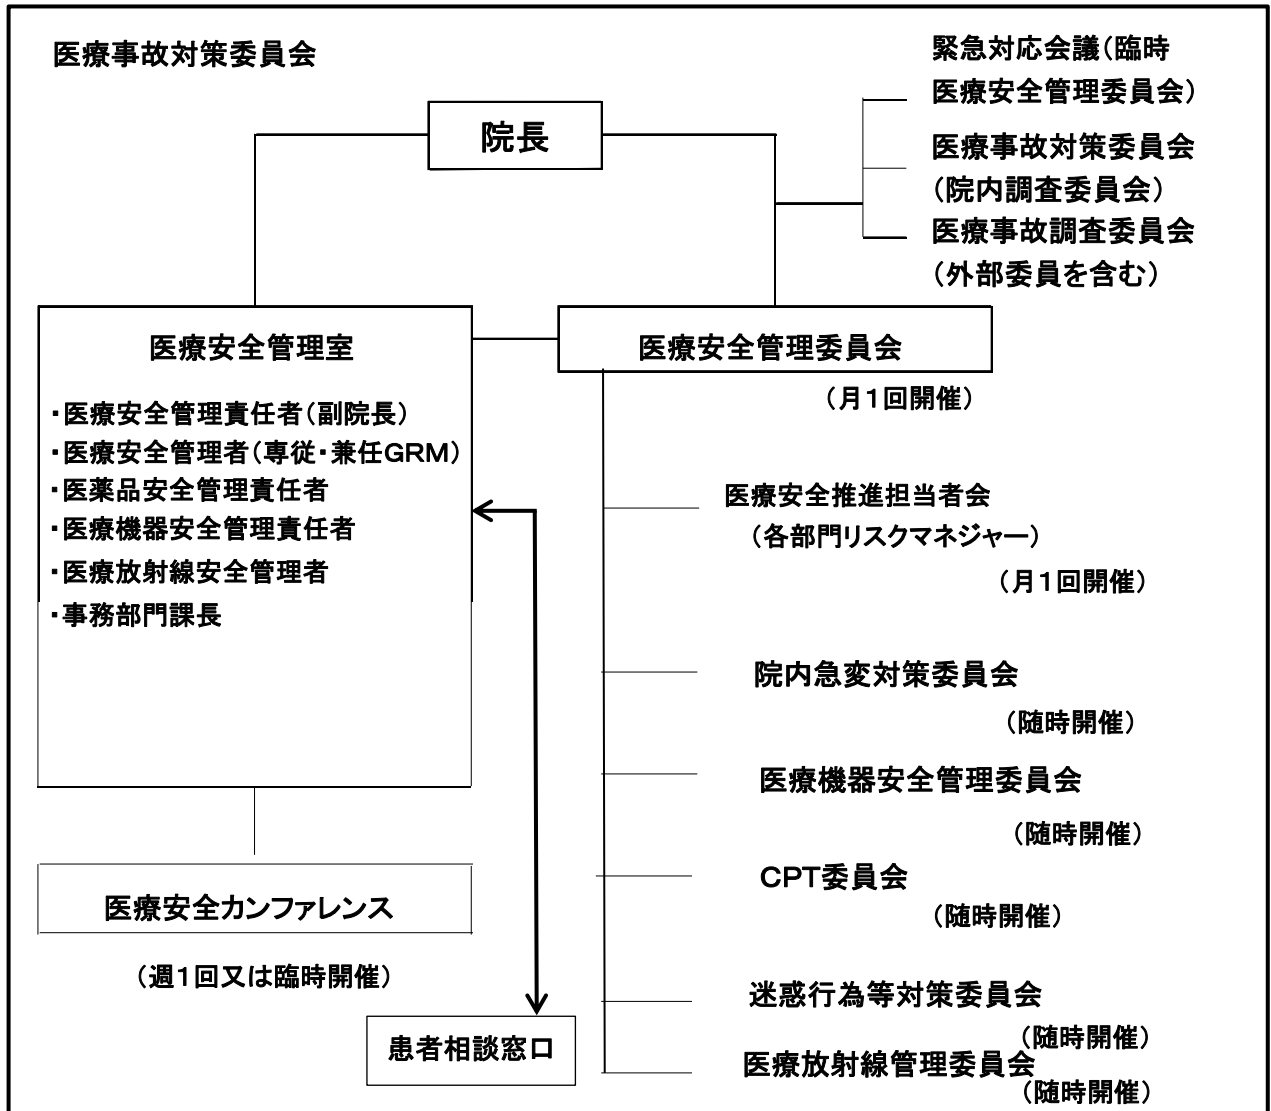 医療事故対策委員会
緊急対応会議(臨時
医療安全管理委員会)
医療事故対策委員会
(院内調査委員会)
医療事故調査委員会
(外部委員を含む)
院長
医療安全管理室
・医療安全管理責任者(副院長)
・医療安全管理者(専従・兼任GRM)
・医薬品安全管理責任者
・医療機器安全管理責任者
・医療放射線安全管理者
・事務部門課長
医療安全カンファレンス
(週1回又は臨時開催)
患者相談窓口
医療安全管理委員会
(月1回開催)
医療安全推進担当者会
(各部門リスクマネジャー)
(月1回開催)
院内急変対策委員会
(随時開催)
医療機器安全管理委員会
(随時開催)
CPT委員会
(随時開催)
迷惑行為等対策委員会
(随時開催)
医療放射線管理委員会
(随時開催)